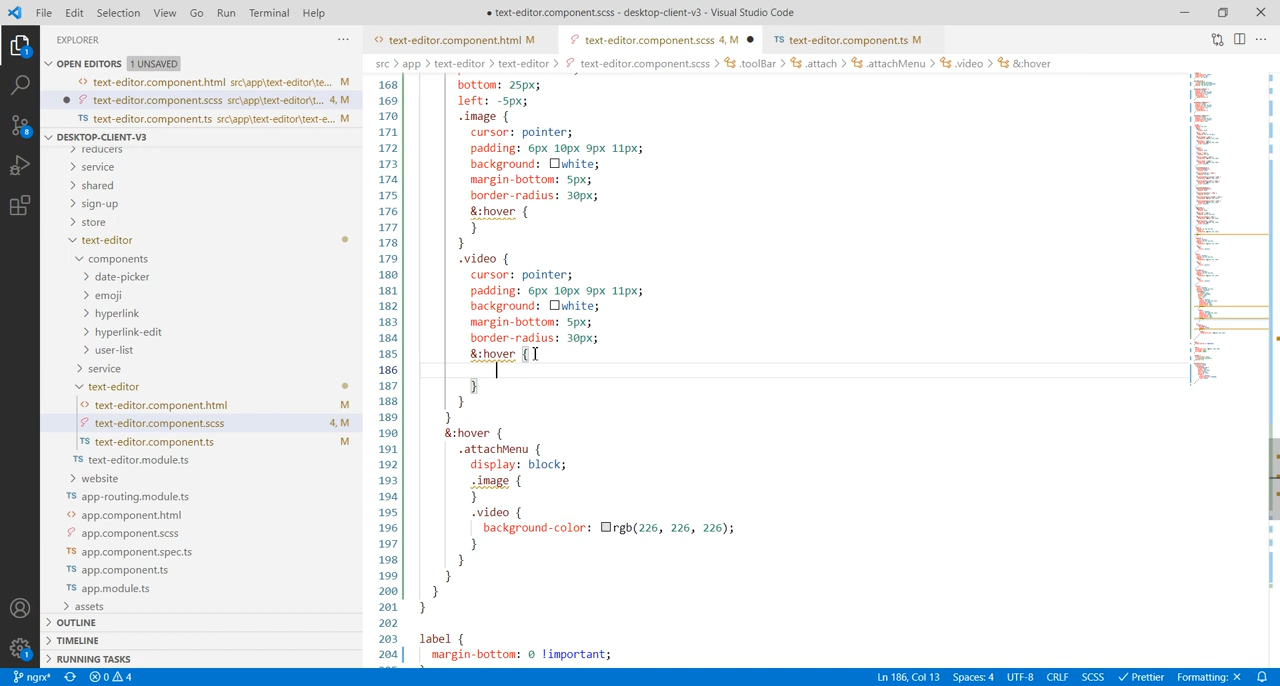 File Edit Selection View Go Run Terminal Help
● text-editor.component.scss - desktop-client-v3 - Visual Studio Code
EXPLORER ···
text-editor.component.html M
text-editor.component.scss 4, M ●
TS text-editor.component.ts M
OPEN EDITORS 1 UNSAVED
text-editor.component.html src\app\text-editor\te... M
● text-editor.component.scss src\app\text-editor\t... 4, M
TS text-editor.component.ts src\app\text-editor\text-e... M
src > app > text-editor > text-editor > text-editor.component.scss > .toolBar > .attach > .attachMenu > .video > &:hover
DESKTOP-CLIENT-V3
reducers
service
shared
sign-up
store
text-editor
components
date-picker
emoji
hyperlink
hyperlink-edit
user-list
service
text-editor
text-editor.component.html M
text-editor.component.scss 4, M
TS text-editor.component.ts M
TS text-editor.module.ts
website
TS app-routing.module.ts
app.component.html
app.component.scss
TS app.component.spec.ts
TS app.component.ts
TS app.module.ts
assets
OUTLINE
TIMELINE
RUNNING TASKS
1
8
1
168 bottom: 25px;
169 left: -5px;
170 .image {
171 cursor: pointer;
172 padding: 6px 10px 9px 11px;
173 background: white;
174 margin-bottom: 5px;
175 border-radius: 30px;
176 &:hover {
177 }
178 }
179 .video {
180 cursor: pointer;
181 padding: 6px 10px 9px 11px;
182 background: white;
183 margin-bottom: 5px;
184 border-radius: 30px;
185 &:hover {
186
187 }
188 }
189 }
190 &:hover {
191 .attachMenu {
192 display: block;
193 .image {
194 }
195 .video {
196 background-color: rgb(226, 226, 226);
197 }
198 }
199 }
200 }
201 }
202
203 label {
204 margin-bottom: 0 !important;
ngrx* 0 4 Ln 186, Col 13 Spaces: 4 UTF-8 CRLF SCSS Prettier Formatting: ×